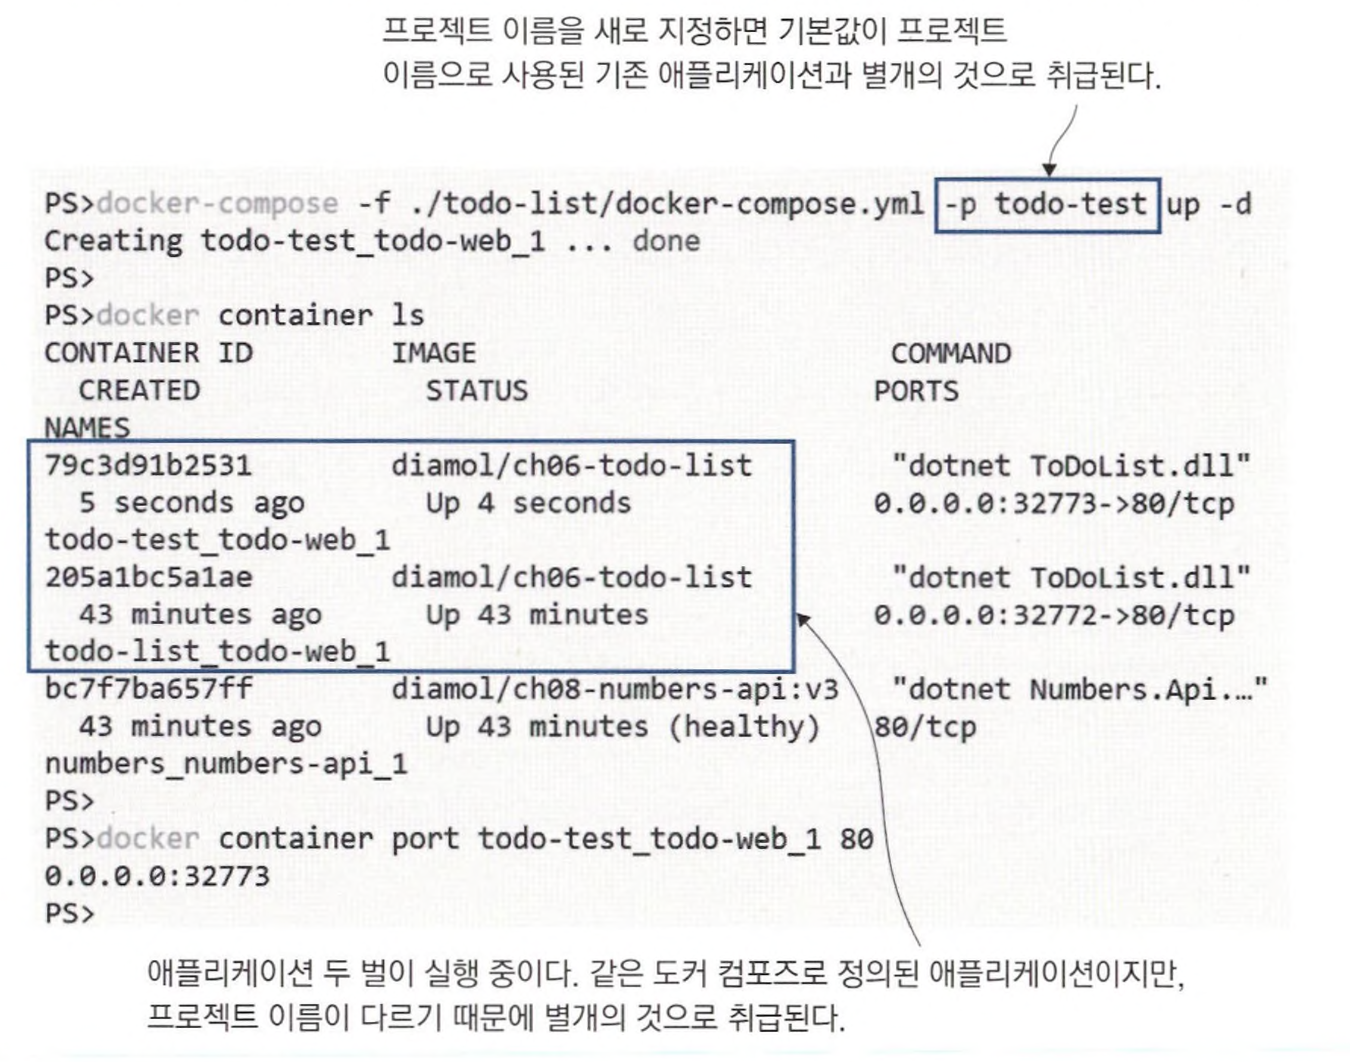 프로젝트 이름을 새로 지정하면 기본값이 프로젝트
이름으로 사용된 기존 애플리케이션과 별개의 것으로 취급된다.
PS>docker-compose -f ./todo-list/docker-compose.yml -p todo-test up -d
Creating todo-test_todo-web_1 ... done
PS>
PS>docker container ls
CONTAINER ID IMAGE COMMAND
CREATED STATUS PORTS
NAMES
79c3d91b2531 diamol/ch06-todo-list "dotnet ToDoList.dll"
5 seconds ago Up 4 seconds 0.0.0.0:32773->80/tcp
todo-test_todo-web_1
205a1bc5a1ae diamol/ch06-todo-list "dotnet ToDoList.dll"
43 minutes ago Up 43 minutes 0.0.0.0:32772->80/tcp
todo-list_todo-web_1
bc7f7ba657ff diamol/ch08-numbers-api:v3 "dotnet Numbers.Api.…"
43 minutes ago Up 43 minutes (healthy) 80/tcp
numbers_numbers-api_1
PS>
PS>docker container port todo-test_todo-web_1 80
0.0.0.0:32773
PS>
애플리케이션 두 벌이 실행 중이다. 같은 도커 컴포즈로 정의된 애플리케이션이지만,
프로젝트 이름이 다르기 때문에 별개의 것으로 취급된다.